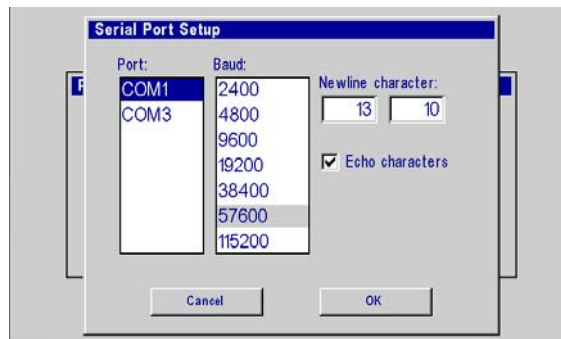 Serial Port Setup
Port:
COM1
COM3
Baud:
2400
4800
9600
19200
38400
57600
115200
Newline character:
13 10
Echo characters
Cancel OK